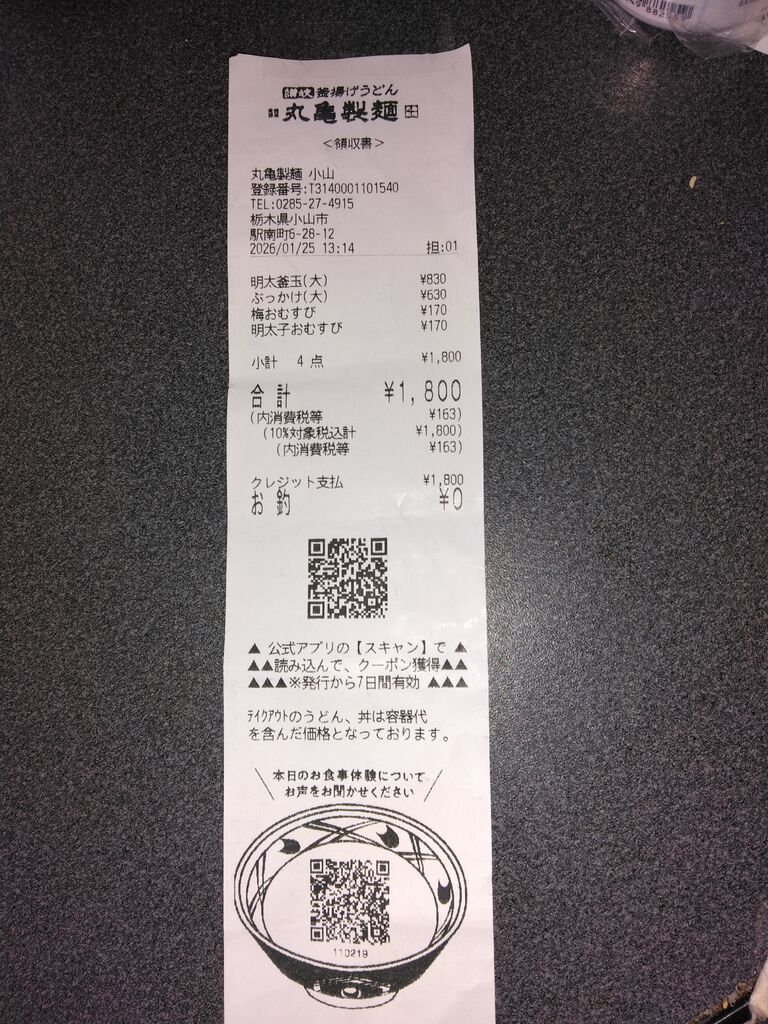 讃岐 釜揚げうどん
丸亀製麺
<領収書>
丸亀製麺 小山
登録番号:T3140001101540
TEL:0285-27-4915
栃木県小山市
駅南町6-28-12
2026/01/25 13:14 担:01
明太釜玉(大) ¥830
ぶっかけ(大) ¥630
梅おむすび ¥170
明太子おむすび ¥170
小計 4 点 ¥1,800
合 計 ¥1,800
(内消費税等 ¥163)
(10%対象税込計 ¥1,800)
(内消費税等 ¥163)
クレジット支払 ¥1,800
お 釣 ¥0
▲ 公式アプリの【スキャン】で ▲
▲▲読み込んで、クーポン獲得▲▲
▲▲▲※発行から7日間有効 ▲▲▲
ﾃｲｸｱｳﾄのうどん、丼は容器代
を含んだ価格となっております。
本日のお食事体験について
お声をお聞かせください
110219